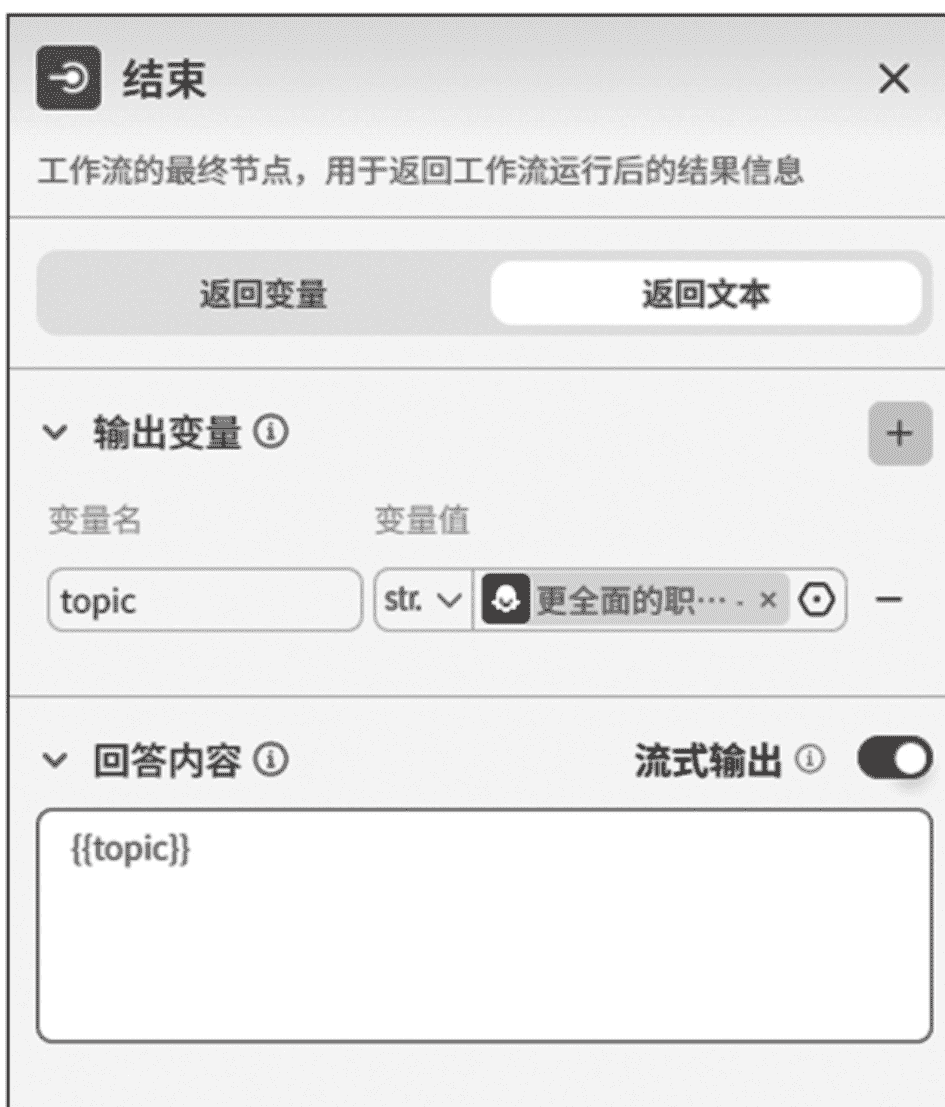 结束
工作流的最终节点，用于返回工作流运行后的结果信息
返回变量 返回文本
输出变量
变量名 变量值
topic str. 更全面的职… .
回答内容 流式输出
{{topic}}